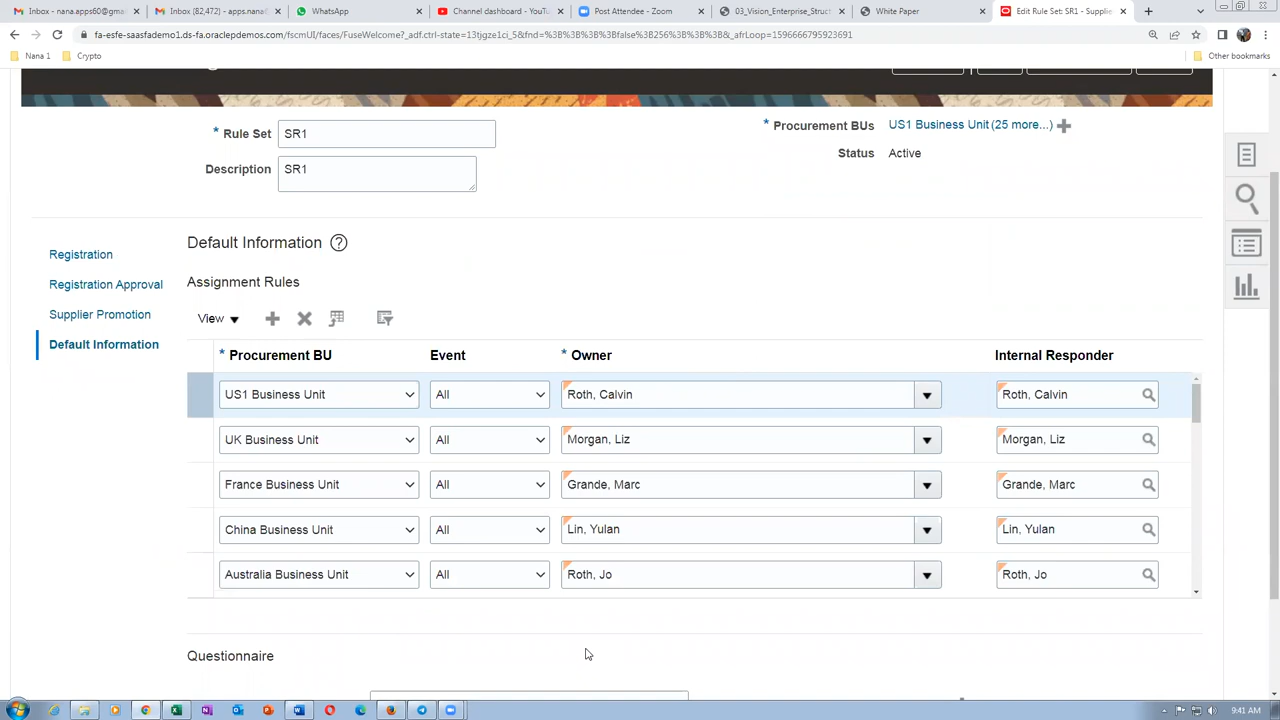 Inbox - nana.apps60@gmai
Inbox (82,472) - apps.nana
WhatsApp
Channel dashboard - YouTu
Post Attendee - Zoom
03_Vision_Enterprise_Struct
White Paper
Edit Rule Set: SR1 - Supplie
fa-esfe-saasfademo1.ds-fa.oraclepdemos.com/fscmUI/faces/FuseWelcome?_adf.ctrl-state=13tjgze1ci_5&fnd=%3B%3B%3B%3Bfalse%3B256%3B%3B%3B&_afrLoop=1596666795923691
Nana 1
Crypto
Other bookmarks
* Rule Set SR1
* Procurement BUs US1 Business Unit (25 more...)
Description SR1
Status Active
Registration
Registration Approval
Supplier Promotion
Default Information
Default Information
Assignment Rules
View
* Procurement BU Event * Owner Internal Responder
US1 Business Unit All Roth, Calvin Roth, Calvin
UK Business Unit All Morgan, Liz Morgan, Liz
France Business Unit All Grande, Marc Grande, Marc
China Business Unit All Lin, Yulan Lin, Yulan
Australia Business Unit All Roth, Jo Roth, Jo
Questionnaire
9:41 AM